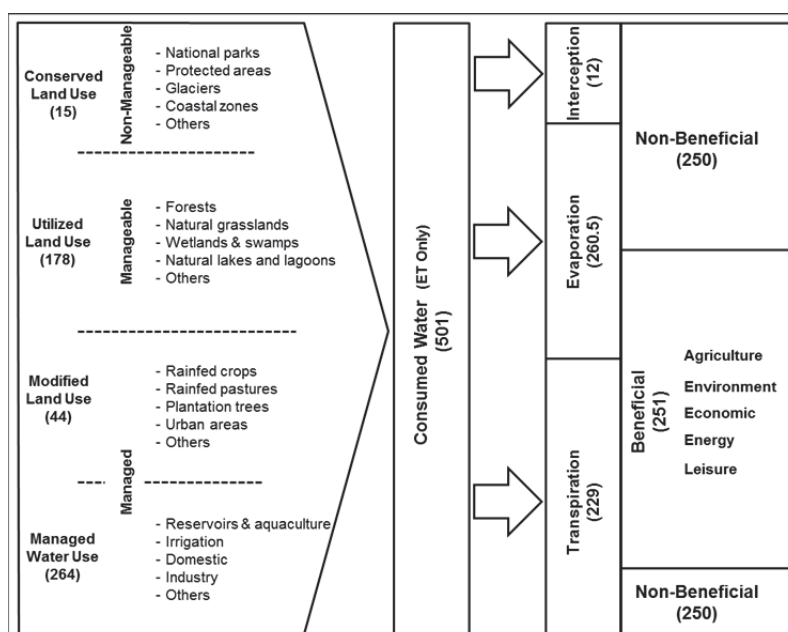 Conserved
Land Use
(15)
Non-Manageable
- National parks
- Protected areas
- Glaciers
- Coastal zones
- Others
Utilized
Land Use
(178)
Manageable
- Forests
- Natural grasslands
- Wetlands & swamps
- Natural lakes and lagoons
- Others
Modified
Land Use
(44)
Managed
- Rainfed crops
- Rainfed pastures
- Plantation trees
- Urban areas
- Others
Managed
Water Use
(264)
- Reservoirs & aquaculture
- Irrigation
- Domestic
- Industry
- Others
Consumed Water (ET Only)
(501)
Interception
(12)
Evaporation
(260.5)
Transpiration
(229)
Non-Beneficial
(250)
Beneficial
(251)
Agriculture
Environment
Economic
Energy
Leisure
Non-Beneficial
(250)